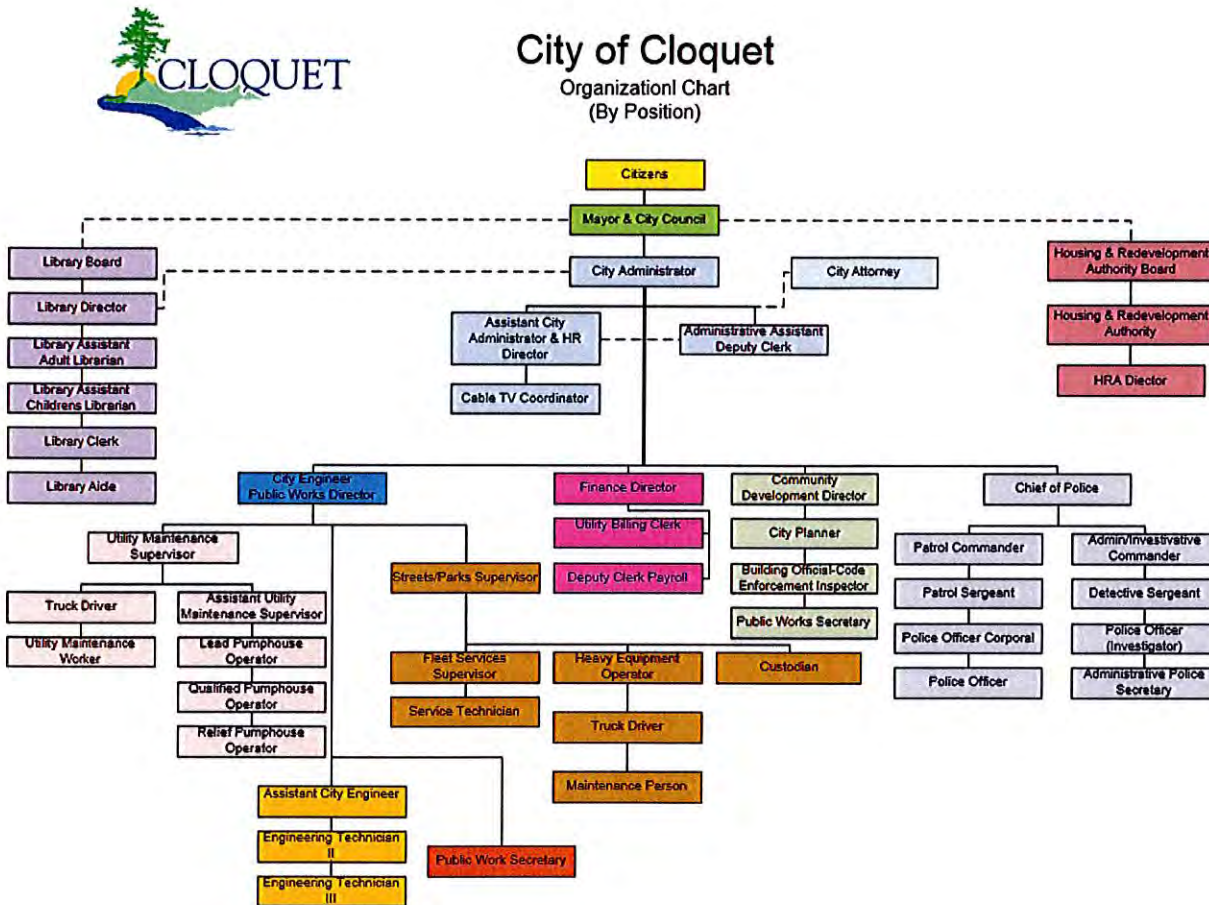 CLOQUET
City of Cloquet
Organizationl Chart
(By Position)
Citizens
Mayor & City Council
Library Board
Library Director
Library Assistant
Adult Librarian
Library Assistant
Childrens Librarian
Library Clerk
Library Aide
City Administrator
City Attorney
Assistant City
Administrator & HR
Director
Administrative Assistant
Deputy Clerk
Cable TV Coordinator
Housing & Redevelopment
Authority Board
Housing & Redevelopment
Authority
HRA Diector
City Engineer
Public Works Director
Finance Director
Utility Billing Clerk
Deputy Clerk Payroll
Community
Development Director
City Planner
Building Official-Code
Enforcement Inspector
Public Works Secretary
Chief of Police
Patrol Commander
Patrol Sergeant
Police Officer Corporal
Police Officer
Admin/Investivative
Commander
Detective Sergeant
Police Officer
(Investigator)
Administrative Police
Secretary
Utility Maintenance
Supervisor
Truck Driver
Utility Maintenance
Worker
Assistant Utility
Maintenance Supervisor
Lead Pumphouse
Operator
Qualified Pumphouse
Operator
Relief Pumphouse
Operator
Streets/Parks Supervisor
Fleet Services
Supervisor
Service Technician
Heavy Equipment
Operator
Truck Driver
Maintenance Person
Custodian
Assistant City Engineer
Engineering Technician
II
Engineering Technician
III
Public Work Secretary